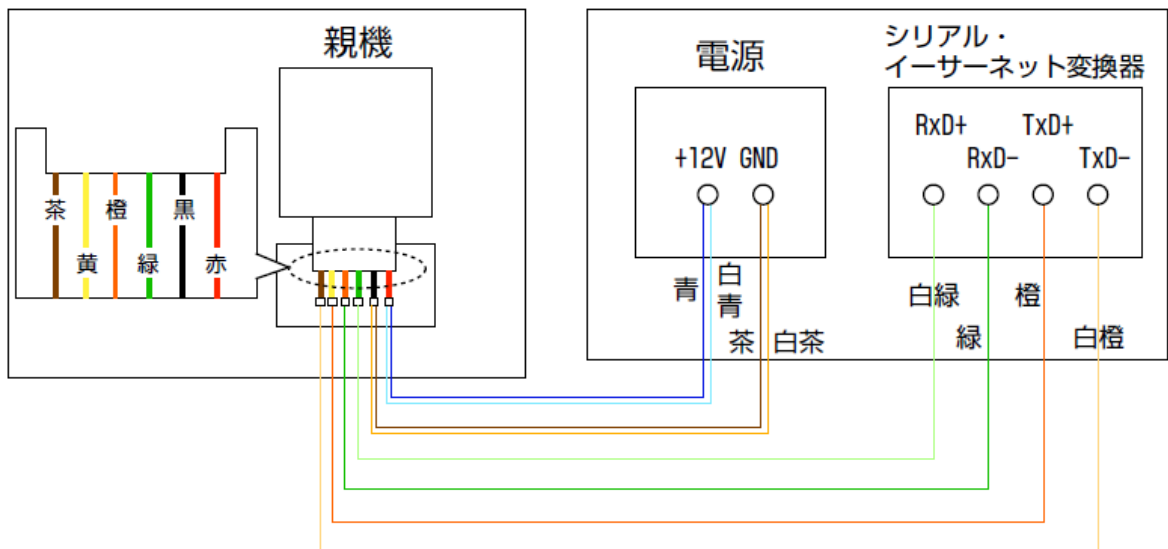 親機
茶
橙
黒
黄
緑
赤
電源
+12V GND
シリアル・
イーサーネット変換器
RxD+
TxD+
RxD-
TxD-
青
白
青
茶
白茶
白緑
橙
緑
白橙